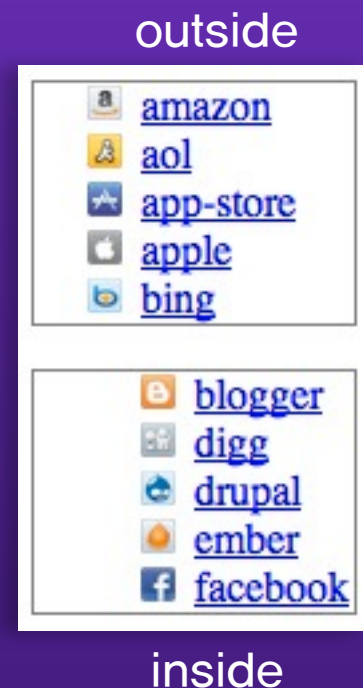 outside
amazon
aol
app-store
apple
bing
blogger
digg
drupal
ember
facebook
inside